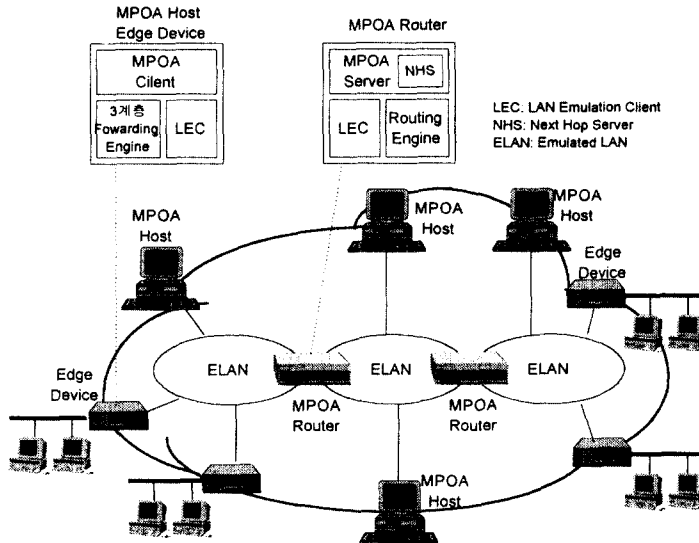 MPOA Host
Edge Device
MPOA
Cilent
3계층
Fowarding
Engine
LEC
MPOA Router
MPOA
Server
NHS
LEC
Routing
Engine
LEC: LAN Emulation Client
NHS: Next Hop Server
ELAN: Emulated LAN
MPOA
Host
MPOA
Host
MPOA
Host
Edge
Device
ELAN
ELAN
ELAN
Edge
Device
MPOA
Router
MPOA
Router
MPOA
Host